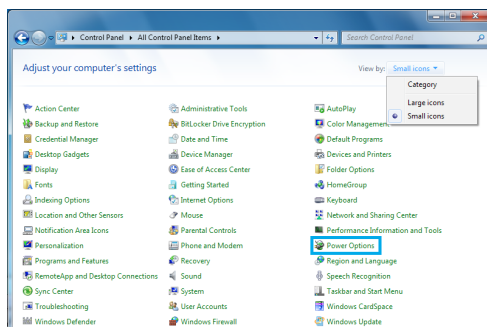 Control Panel ▸ All Control Panel Items ▸
Search Control Panel
Adjust your computer's settings
View by: Small icons
Category
Large icons
Small icons
Action Center
Administrative Tools
AutoPlay
Backup and Restore
BitLocker Drive Encryption
Color Management
Credential Manager
Date and Time
Default Programs
Desktop Gadgets
Device Manager
Devices and Printers
Display
Ease of Access Center
Folder Options
Fonts
Getting Started
HomeGroup
Indexing Options
Internet Options
Keyboard
Location and Other Sensors
Mouse
Network and Sharing Center
Notification Area Icons
Parental Controls
Performance Information and Tools
Personalization
Phone and Modem
Power Options
Programs and Features
Recovery
Region and Language
RemoteApp and Desktop Connections
Sound
Speech Recognition
Sync Center
System
Taskbar and Start Menu
Troubleshooting
User Accounts
Windows CardSpace
Windows Defender
Windows Firewall
Windows Update